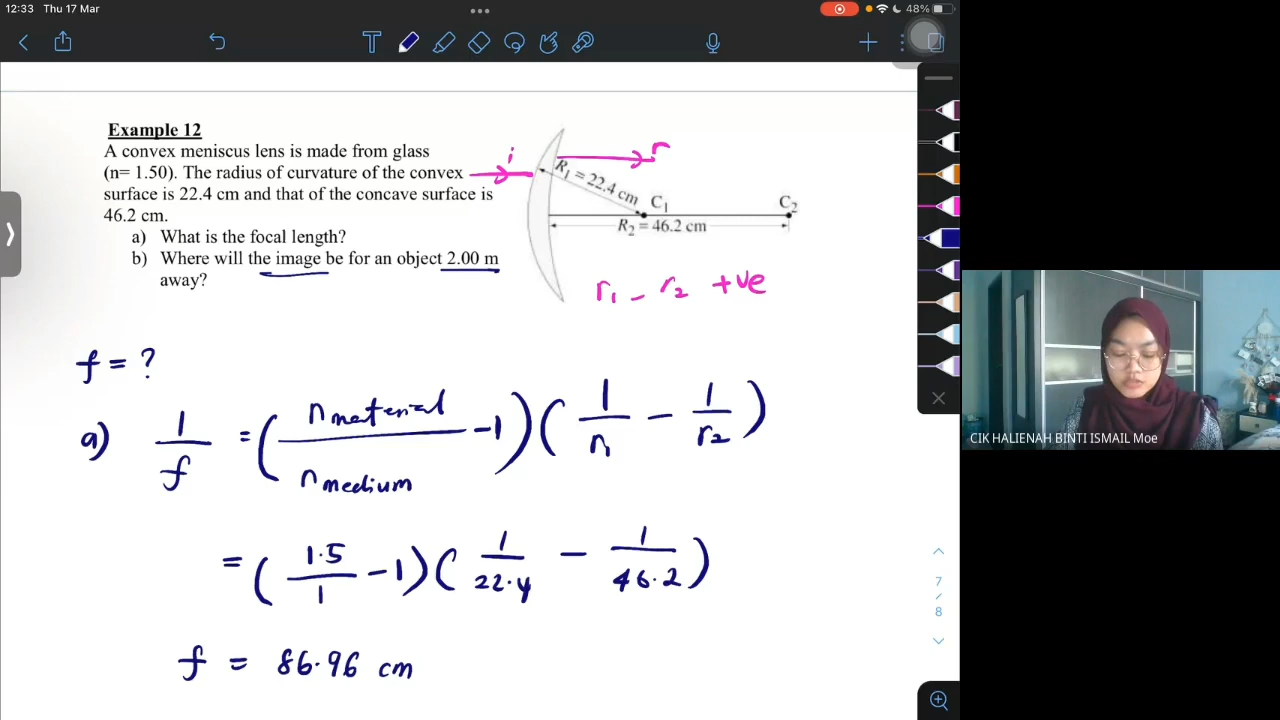 12:33 Thu 17 Mar
48%
Example 12
A convex meniscus lens is made from glass
(n= 1.50). The radius of curvature of the convex
surface is 22.4 cm and that of the concave surface is
46.2 cm.
a) What is the focal length?
b) Where will the image be for an object 2.00 m
away?
i
r
R₁ = 22.4 cm
C₁
C₂
R₂ = 46.2 cm
r₁ - r₂ +ve
f = ?
a) 1/f = (n material / n medium - 1)(1/r₁ - 1/r₂)
= (1.5/1 - 1)(1/22.4 - 1/46.2)
f = 86.96 cm
7
/
8
CIK HALIENAH BINTI ISMAIL Moe